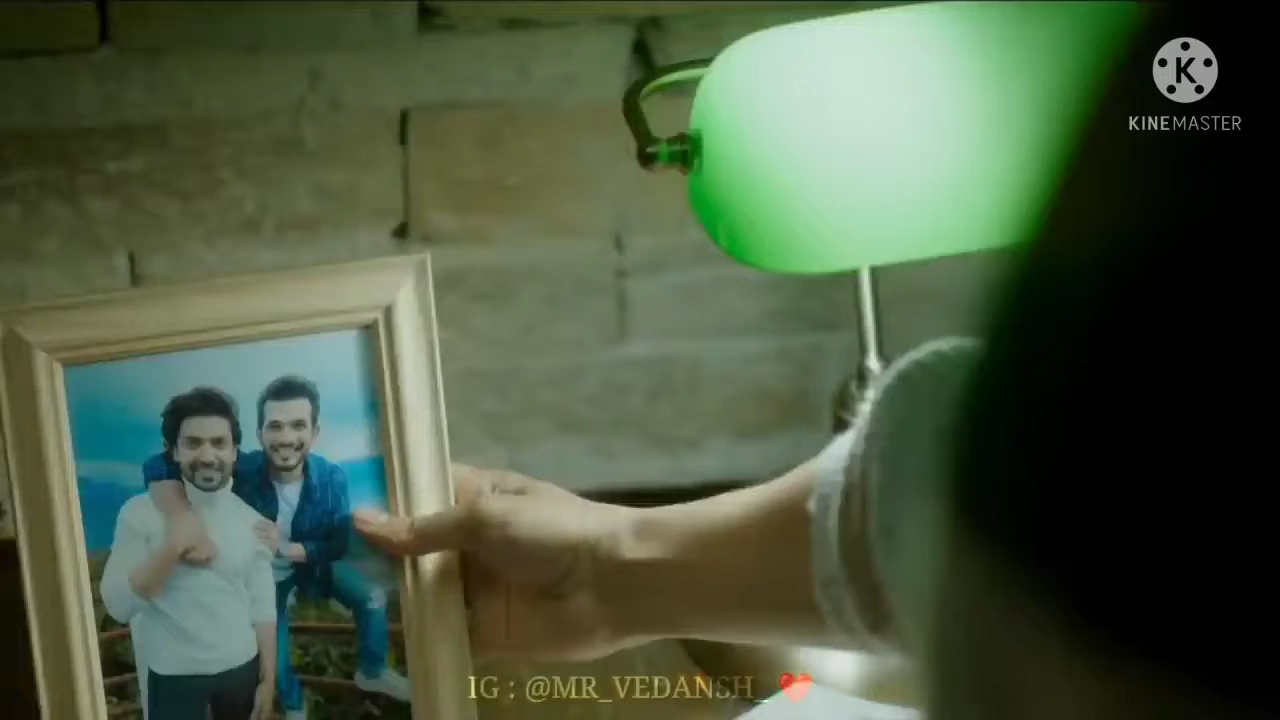 K
KINEMASTER
IG : @MR_VEDANSH_ ❤️